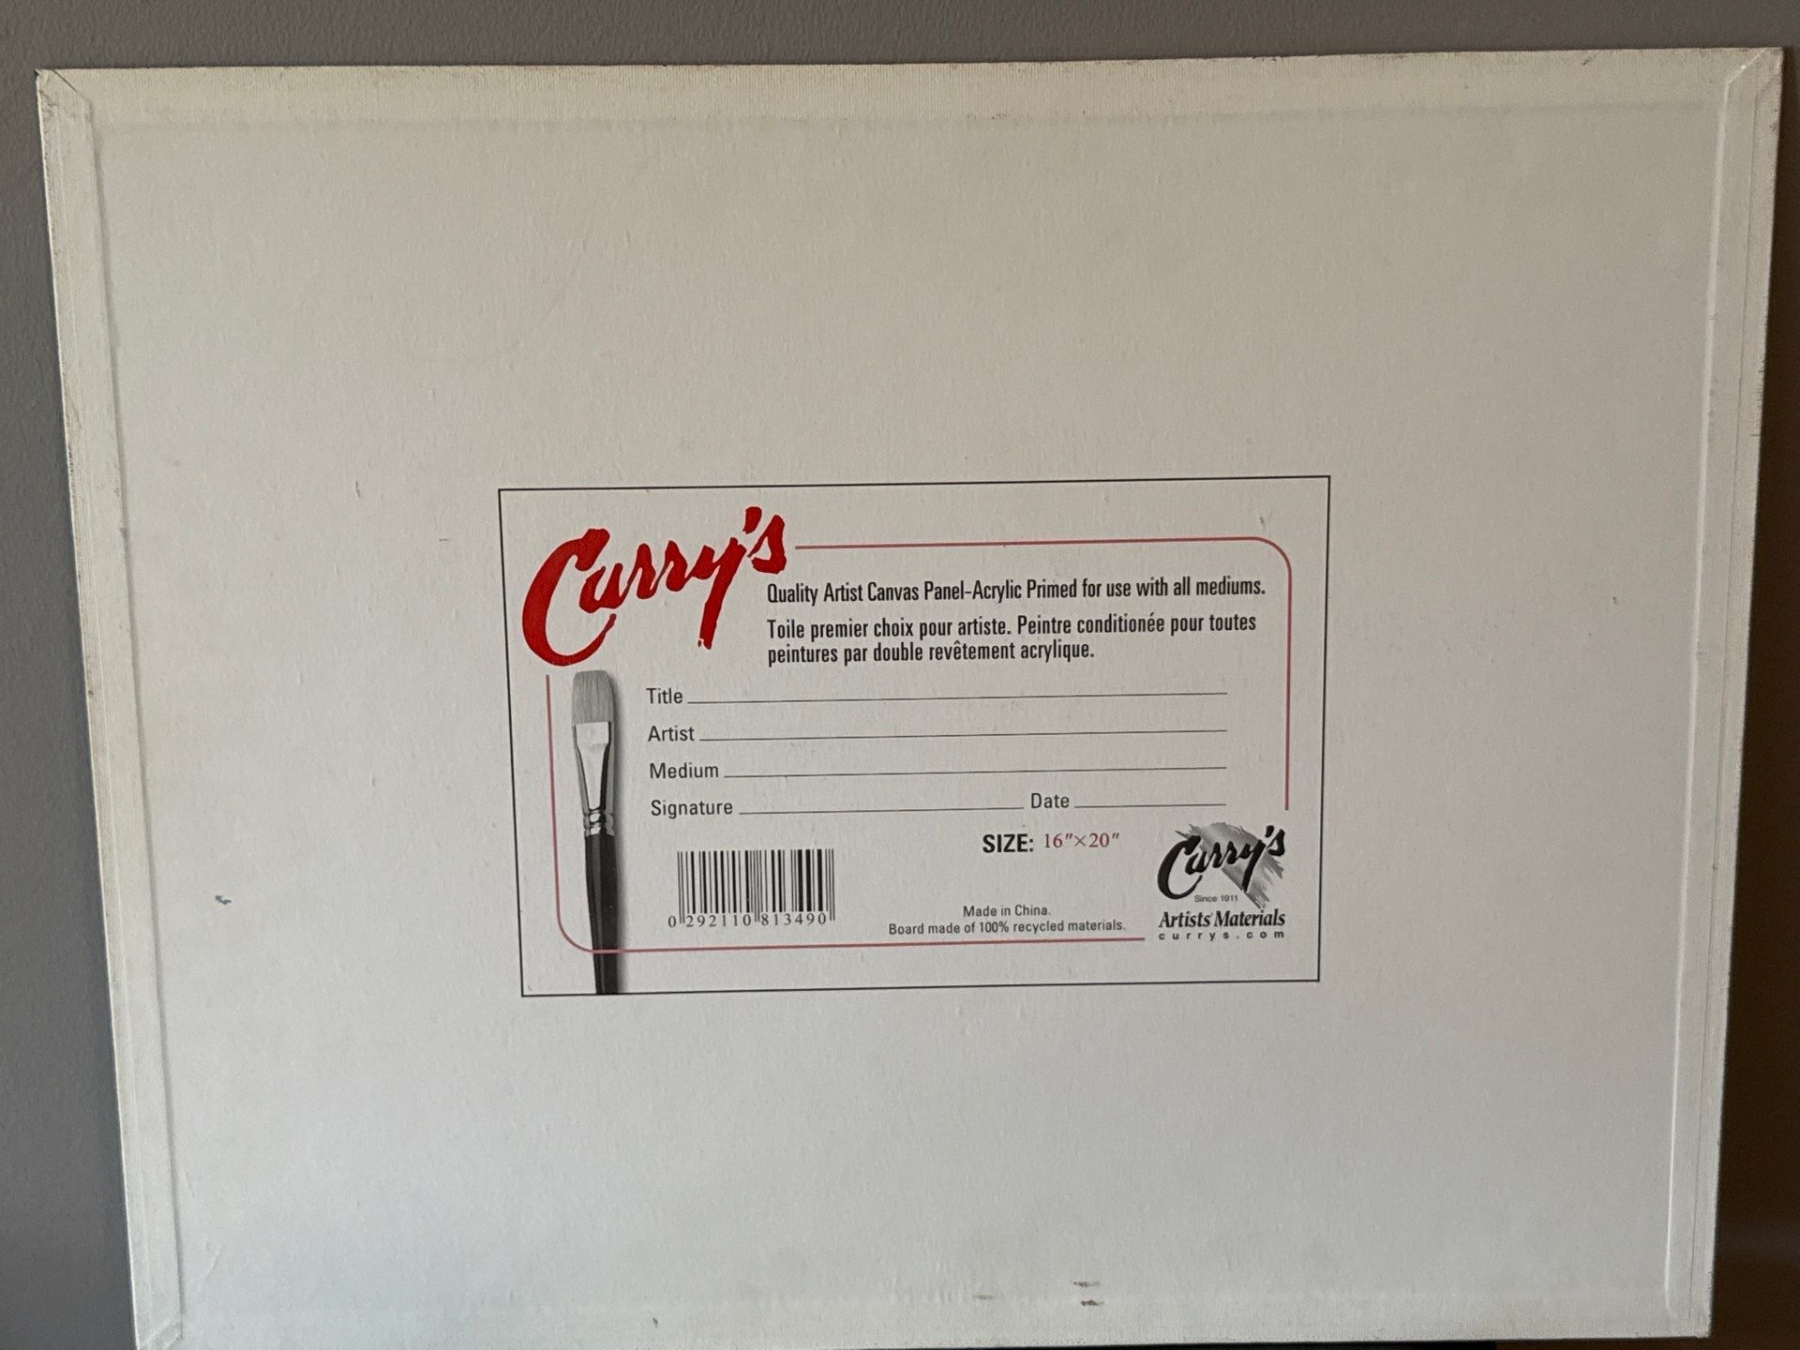 Curry's
Quality Artist Canvas Panel-Acrylic Primed for use with all mediums.
Toile premier choix pour artiste. Peintre conditionée pour toutes
peintures par double revêtement acrylique.
Title
Artist
Medium
Signature Date
SIZE: 16"×20"
Curry's
Since 1911
Artists' Materials
currys.com
0 292110 813490
Made in China.
Board made of 100% recycled materials.